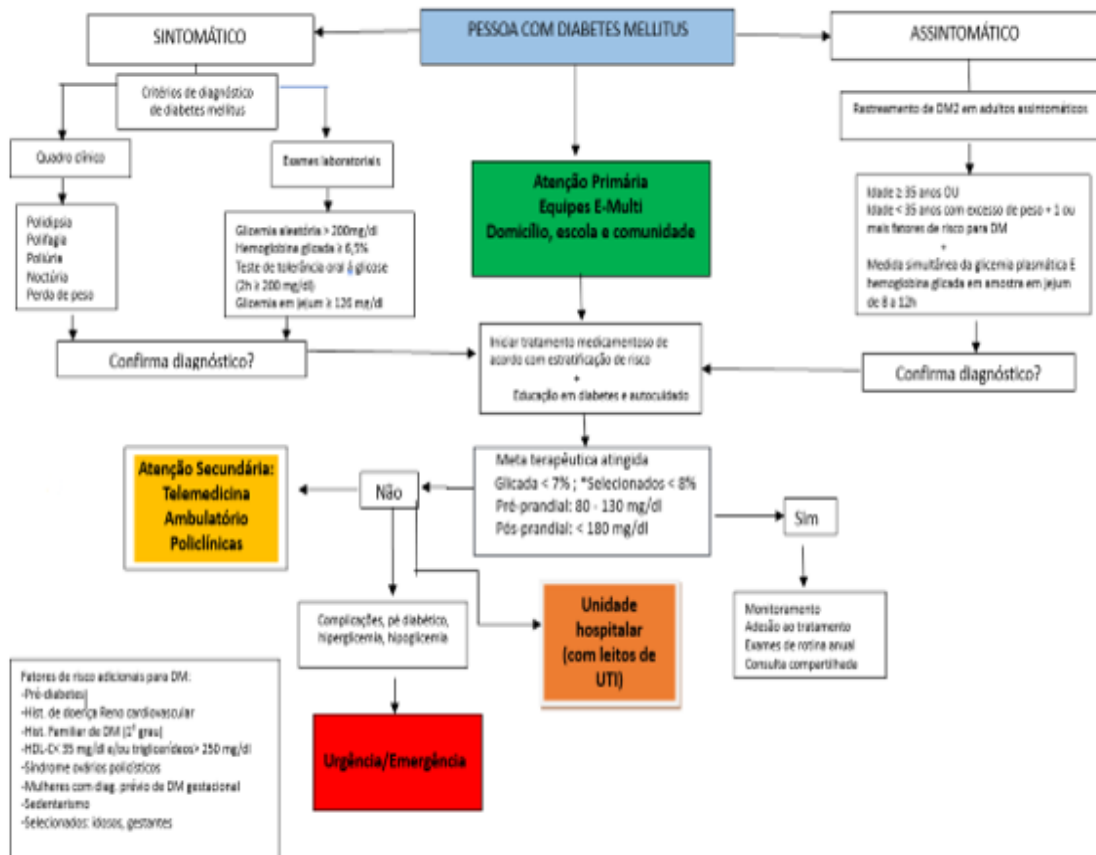 PESSOA COM DIABETES MELLITUS
SINTOMÁTICO
ASSINTOMÁTICO
Critérios de diagnóstico
de diabetes mellitus
Rastreamento de DM2 em adultos assintomáticos
Quadro clínico
Exames laboratoriais
Atenção Primária
Equipes E-Multi
Domicílio, escola e comunidade
Polidipsia
Polifagia
Poliúria
Noctúria
Perda de peso
Glicemia aleatória > 200mg/dl
Hemoglobina glicada ≥ 6,5%
Teste de tolerância oral á glicose
(2h ≥ 200 mg/dl)
Glicemia em jejum ≥ 126 mg/dl
Idade ≥ 35 anos OU
Idade < 35 anos com excesso de peso + 1 ou
mais fatores de risco para DM
+
Medida simultânea da glicemia plasmática E
hemoglobina glicada em amostra em jejum
de 8 a 12h
Confirma diagnóstico?
Iniciar tratamento medicamentoso de
acordo com estratificação de risco
+
Educação em diabetes e autocuidado
Confirma diagnóstico?
Atenção Secundária:
Telemedicina
Ambulatório
Policlínicas
Não
Meta terapêutica atingida
Glicada < 7% ; *Selecionados < 8%
Pré-prandial: 80 - 130 mg/dl
Pós-prandial: < 180 mg/dl
Sim
Complicações, pé diabético,
hiperglicemia, hipoglicemia
Unidade
hospitalar
(com leitos de
UTI)
Monitoramento
Adesão ao tratamento
Exames de rotina anual
Consulta compartilhada
Urgência/Emergência
Fatores de risco adicionais para DM:
-Pré-diabetes
-Hist. de doença Reno cardiovascular
-Hist. Familiar de DM (1º grau)
-HDL-C< 35 mg/dl e/ou triglicerídeos> 250 mg/dl
-Síndrome ovários policísticos
-Mulheres com diag. prévio de DM gestacional
-Sedentarismo
-Selecionados: idosos, gestantes